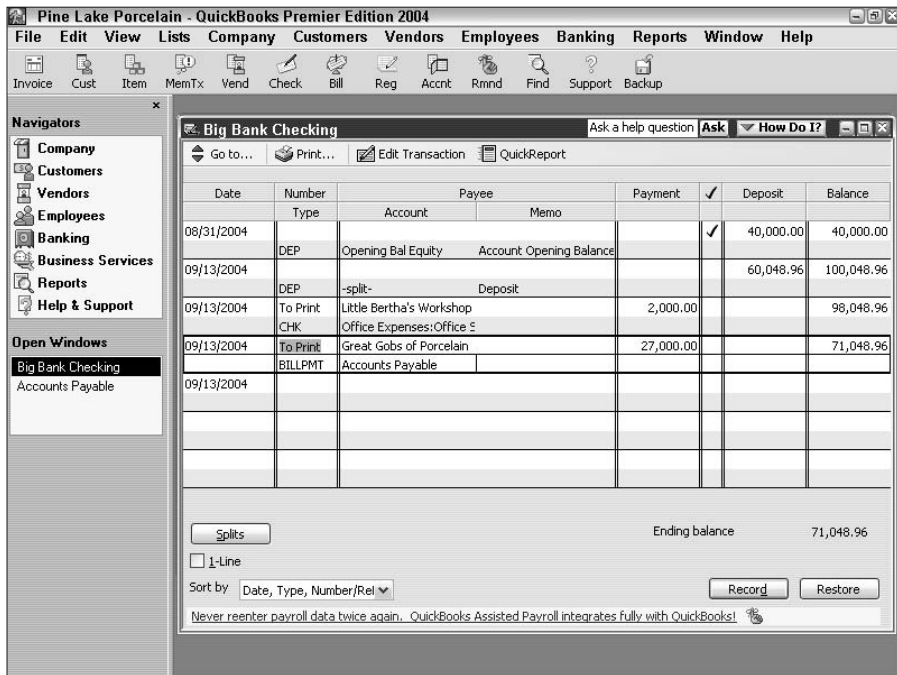 Pine Lake Porcelain - QuickBooks Premier Edition 2004
File Edit View Lists Company Customers Vendors Employees Banking Reports Window Help
Invoice Cust Item MemTx Vend Check Bill Reg Accnt Rmnd Find Support Backup
Navigators
Company
Customers
Vendors
Employees
Banking
Business Services
Reports
Help & Support
Open Windows
Big Bank Checking
Accounts Payable
Big Bank Checking Ask a help question Ask How Do I?
Go to... Print... Edit Transaction QuickReport
Date Number Payee Payment ✓ Deposit Balance
Type Account Memo
08/31/2004 ✓ 40,000.00 40,000.00
DEP Opening Bal Equity Account Opening Balance
09/13/2004 60,048.96 100,048.96
DEP -split- Deposit
09/13/2004 To Print Little Bertha's Workshop 2,000.00 98,048.96
CHK Office Expenses:Office S
09/13/2004 To Print Great Gobs of Porcelain 27,000.00 71,048.96
BILLPMT Accounts Payable
09/13/2004
Splits Ending balance 71,048.96
1-Line
Sort by Date, Type, Number/Rel Record Restore
Never reenter payroll data twice again. QuickBooks Assisted Payroll integrates fully with QuickBooks!